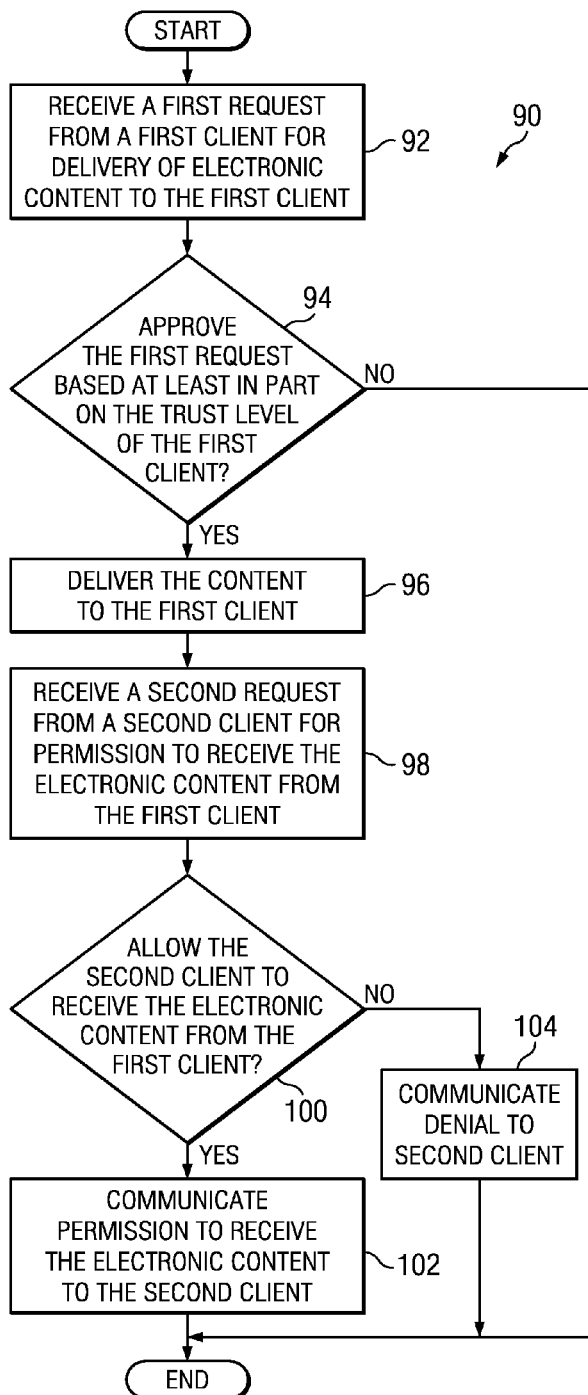 START
RECEIVE A FIRST REQUEST
FROM A FIRST CLIENT FOR
DELIVERY OF ELECTRONIC
CONTENT TO THE FIRST CLIENT
92
90
94
APPROVE
THE FIRST REQUEST
BASED AT LEAST IN PART
ON THE TRUST LEVEL
OF THE FIRST
CLIENT?
NO
YES
DELIVER THE CONTENT
TO THE FIRST CLIENT
96
RECEIVE A SECOND REQUEST
FROM A SECOND CLIENT FOR
PERMISSION TO RECEIVE THE
ELECTRONIC CONTENT FROM
THE FIRST CLIENT
98
ALLOW THE
SECOND CLIENT TO
RECEIVE THE ELECTRONIC
CONTENT FROM THE
FIRST CLIENT?
NO
100
YES
104
COMMUNICATE
DENIAL TO
SECOND CLIENT
COMMUNICATE
PERMISSION TO RECEIVE
THE ELECTRONIC CONTENT
TO THE SECOND CLIENT
102
END